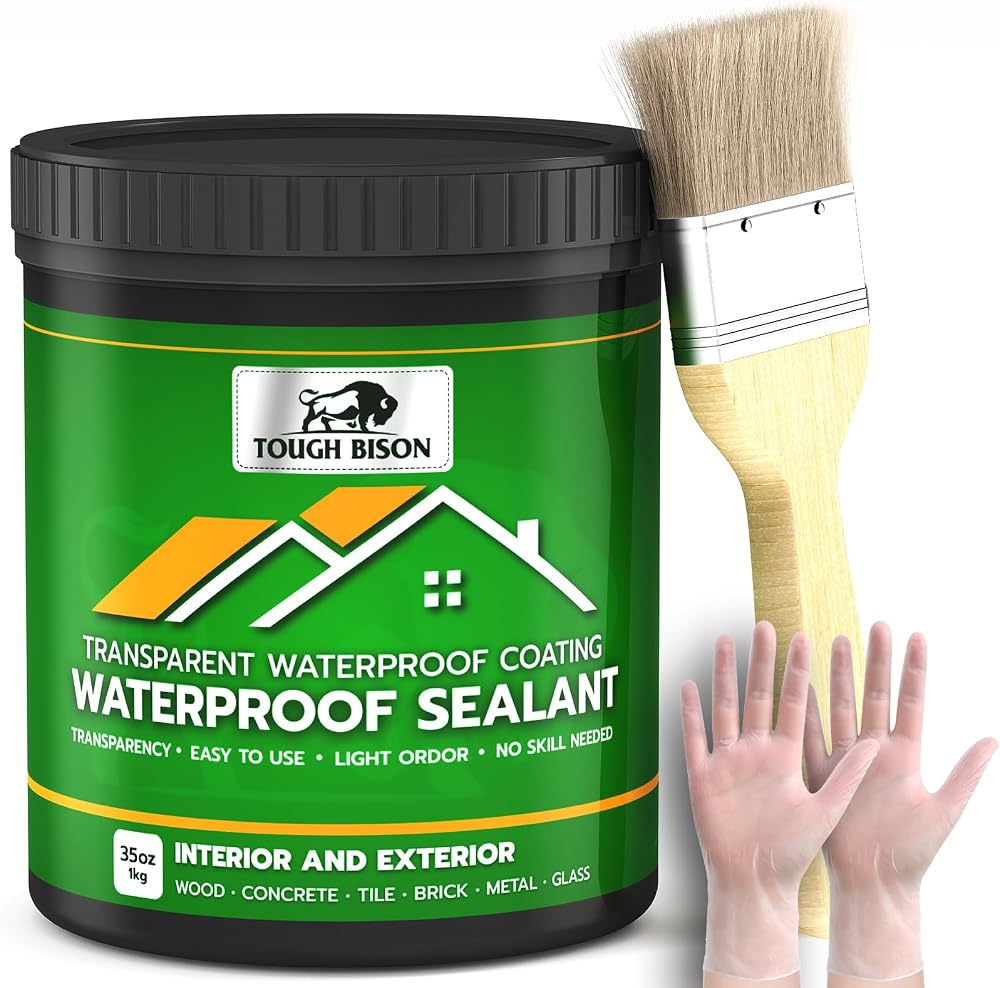 TOUGH BISON
TRANSPARENT WATERPROOF COATING
WATERPROOF SEALANT
TRANSPARENCY • EASY TO USE • LIGHT ORDOR • NO SKILL NEEDED
35oz
1kg
INTERIOR AND EXTERIOR
WOOD · CONCRETE · TILE · BRICK · METAL · GLASS